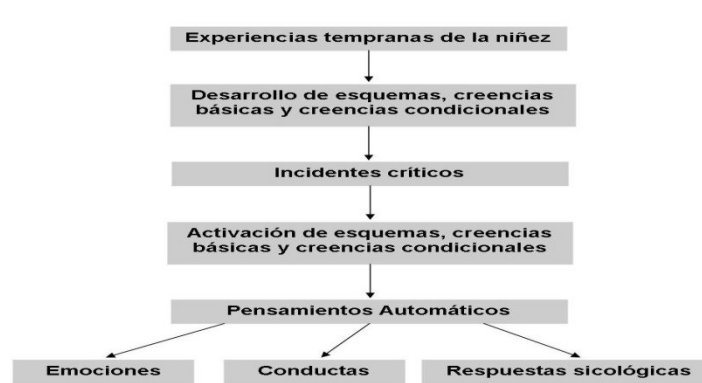 Experiencias tempranas de la niñez
Desarrollo de esquemas, creencias
básicas y creencias condicionales
Incidentes críticos
Activación de esquemas, creencias
básicas y creencias condicionales
Pensamientos Automáticos
Emociones
Conductas
Respuestas sicológicas